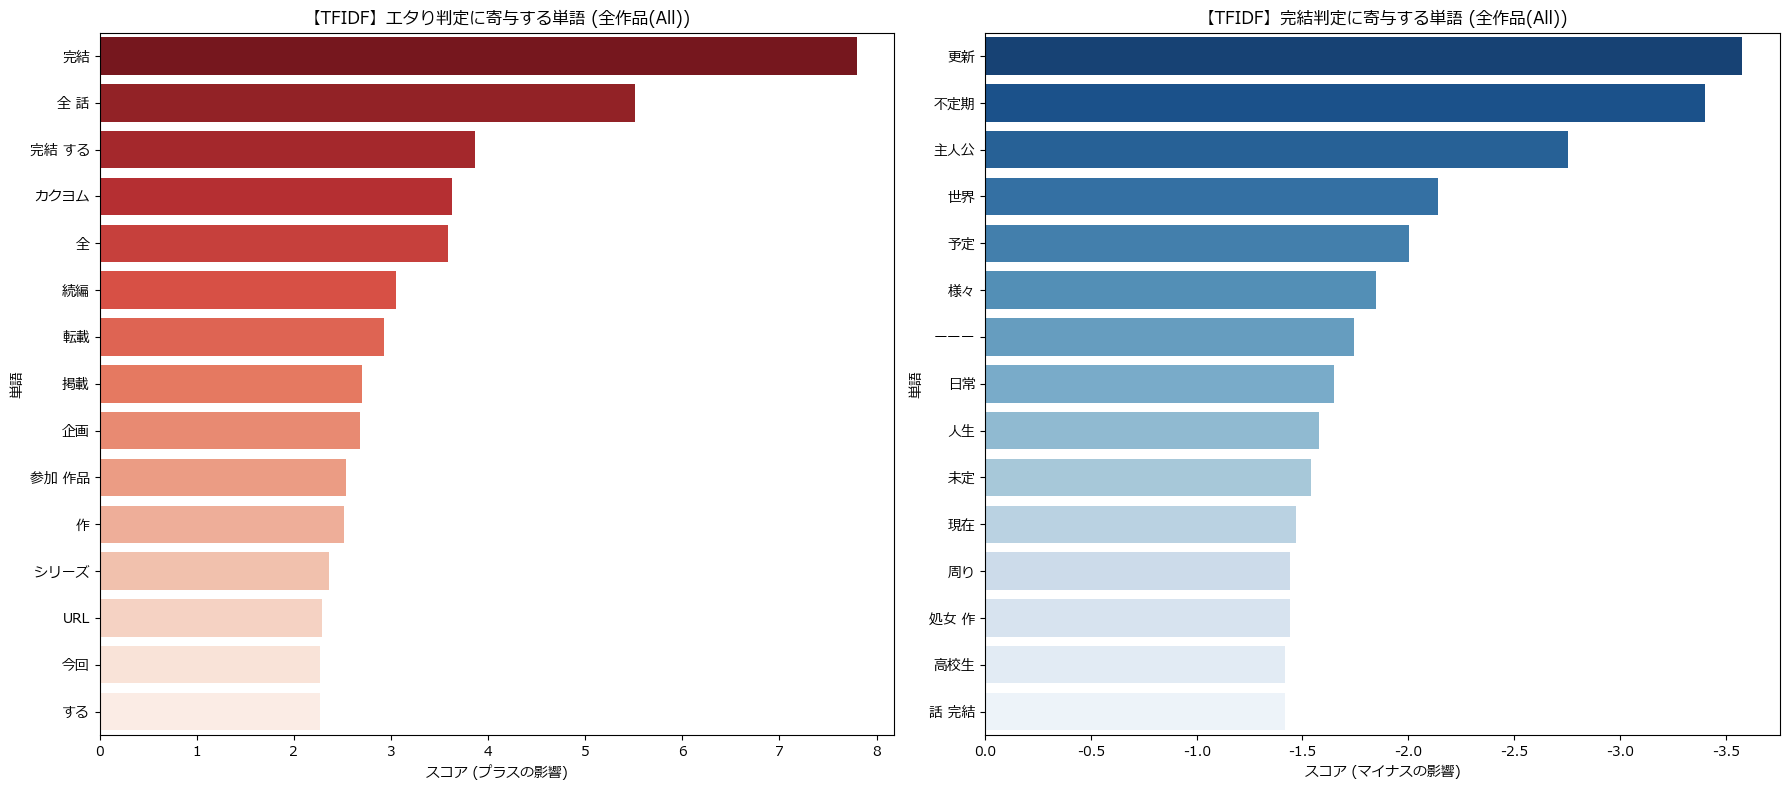 【TFIDF】エタり判定に寄与する単語 (全作品(All))
単語
完結
全 話
完結 する
カクヨム
全
続編
転載
掲載
企画
参加 作品
作
シリーズ
URL
今回
する
0 1 2 3 4 5 6 7 8
スコア (プラスの影響)
【TFIDF】完結判定に寄与する単語 (全作品(All))
単語
更新
不定期
主人公
世界
予定
様々
ーーー
日常
人生
未定
現在
周り
処女 作
高校生
話 完結
0.0 -0.5 -1.0 -1.5 -2.0 -2.5 -3.0 -3.5
スコア (マイナスの影響)